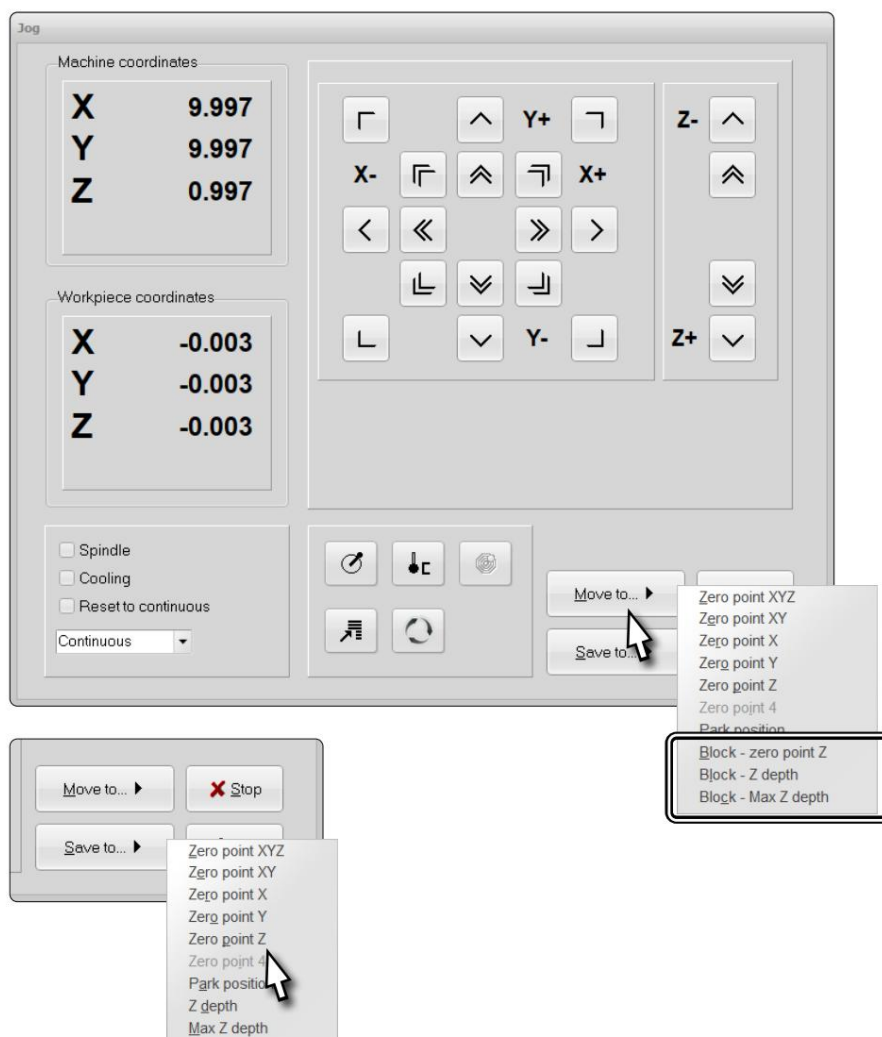 Jog
Machine coordinates
X 9.997
Y 9.997
Z 0.997
Y+
Z-
X- X+
Y-
Z+
Workpiece coordinates
X -0.003
Y -0.003
Z -0.003
Spindle
Cooling
Reset to continuous
Continuous
Move to...
Save to...
Zero point XYZ
Zero point XY
Zero point X
Zero point Y
Zero point Z
Zero point 4
Park position
Block - zero point Z
Block - Z depth
Block - Max Z depth
Move to... Stop
Save to...
Zero point XYZ
Zero point XY
Zero point X
Zero point Y
Zero point Z
Zero point 4
Park position
Z depth
Max Z depth